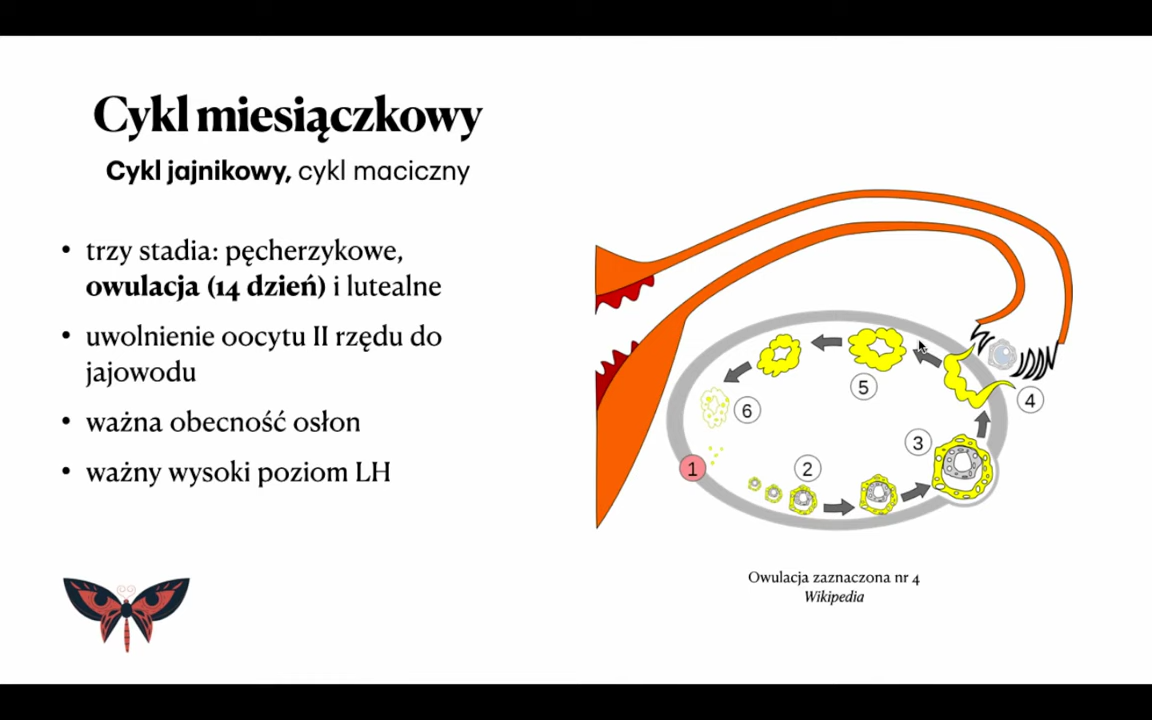 Cykl miesiączkowy
Cykl jajnikowy, cykl maciczny
• trzy stadia: pęcherzykowe,
owulacja (14 dzień) i lutealne
• uwolnienie oocytu II rzędu do
jajowodu
• ważna obecność osłon
• ważny wysoki poziom LH
5
4
6
3
1
2
Owulacja zaznaczona nr 4
Wikipedia